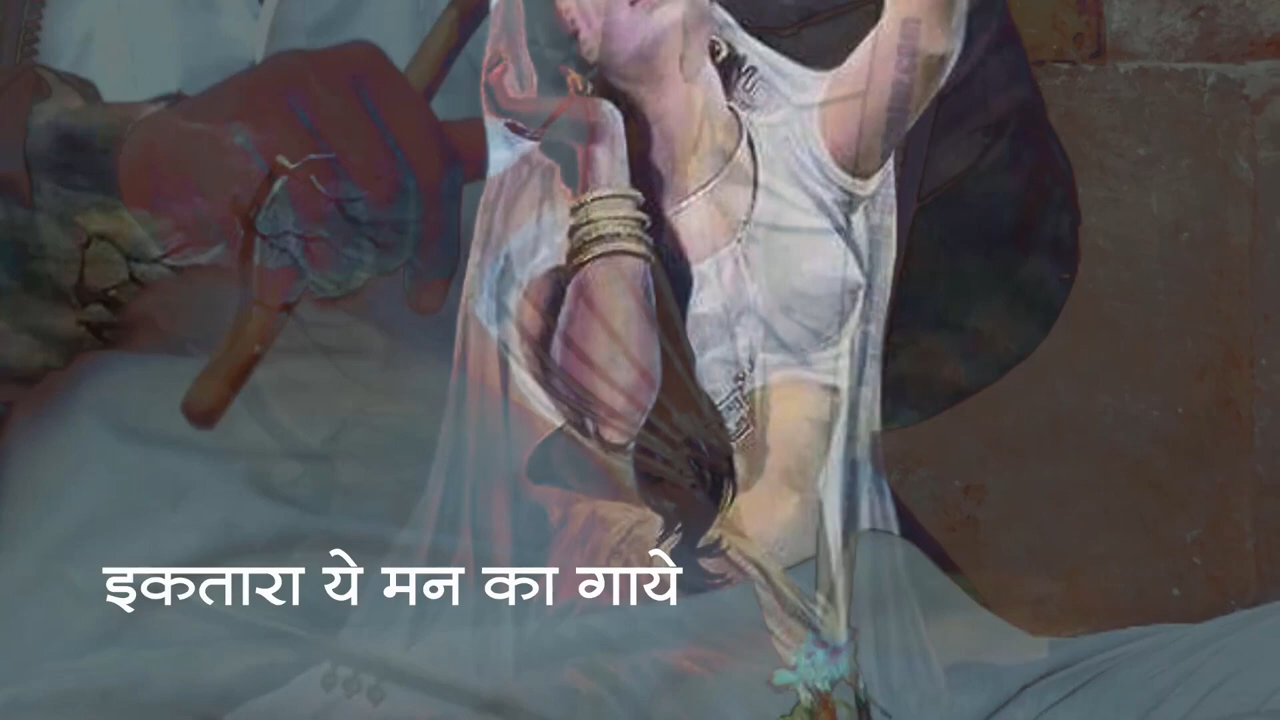 इकतारा ये मन का गाये